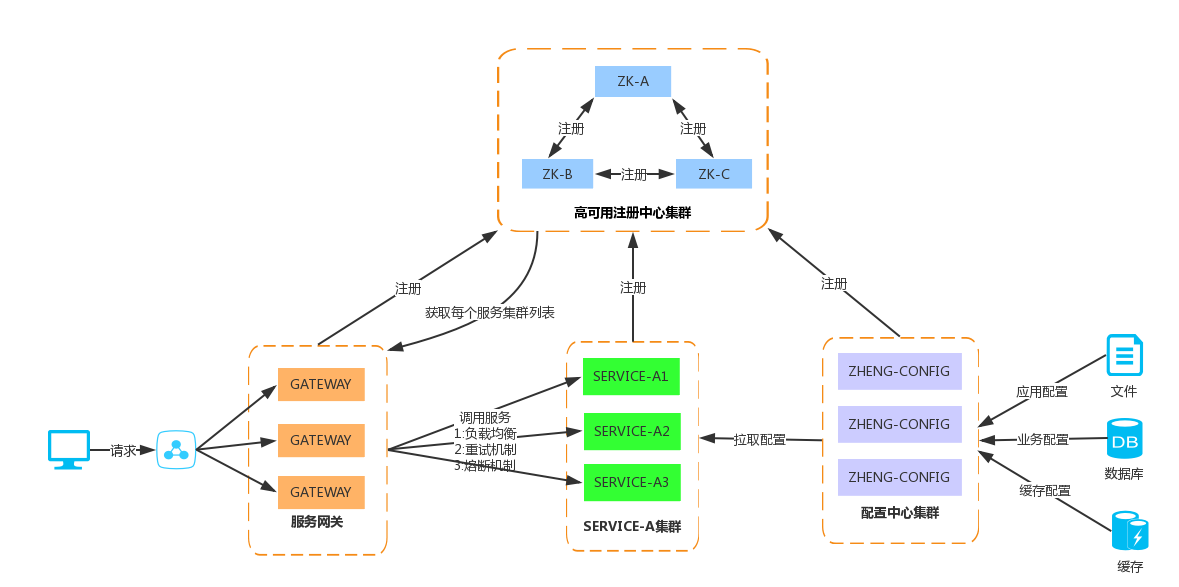 ZK-A
注册
注册
ZK-B
注册
ZK-C
高可用注册中心集群
注册
获取每个服务集群列表
注册
注册
请求
GATEWAY
GATEWAY
GATEWAY
服务网关
调用服务
1:负载均衡
2:重试机制
3:熔断机制
SERVICE-A1
SERVICE-A2
SERVICE-A3
SERVICE-A集群
拉取配置
ZHENG-CONFIG
ZHENG-CONFIG
ZHENG-CONFIG
配置中心集群
应用配置
文件
业务配置
DB
数据库
缓存配置
缓存